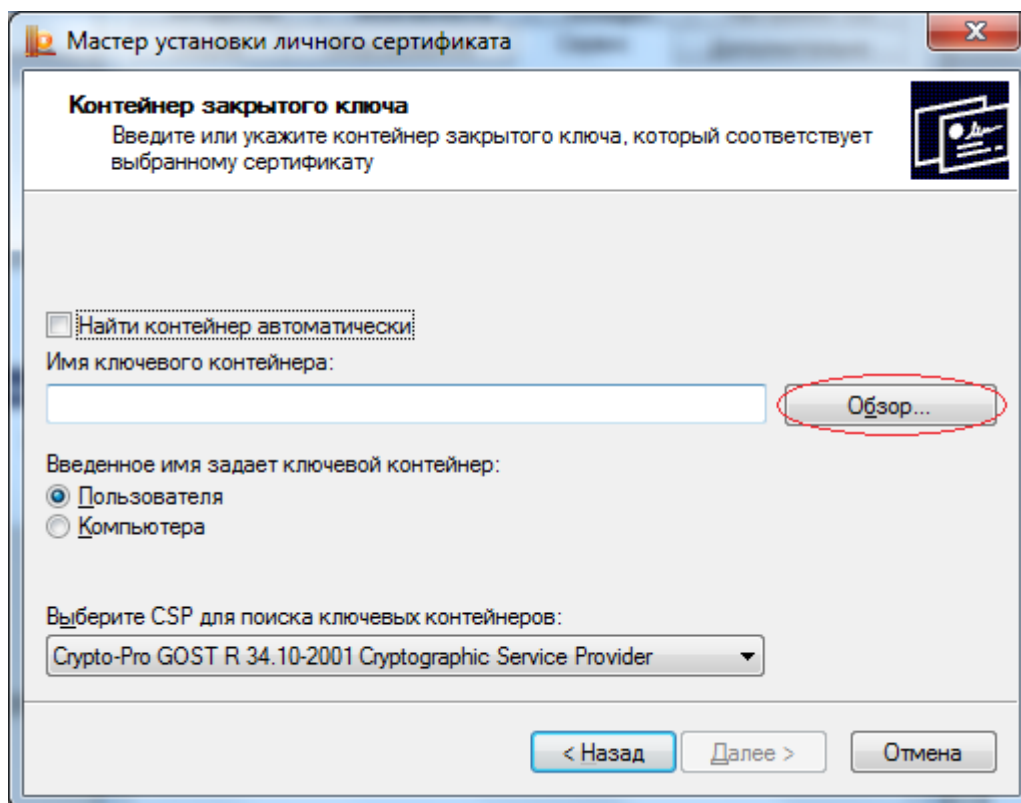 Мастер установки личного сертификата
Контейнер закрытого ключа
Введите или укажите контейнер закрытого ключа, который соответствует
выбранному сертификату
Найти контейнер автоматически
Имя ключевого контейнера:
Обзор...
Введенное имя задает ключевой контейнер:
Пользователя
Компьютера
Выберите CSP для поиска ключевых контейнеров:
Crypto-Pro GOST R 34.10-2001 Cryptographic Service Provider
< Назад Далее > Отмена